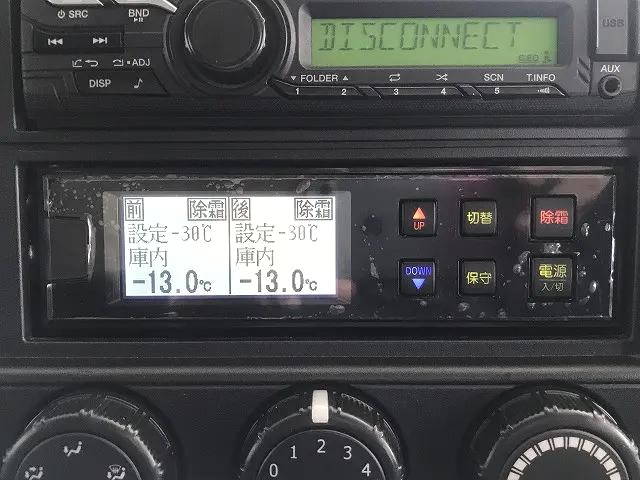 SRC BND DISCONNECT USB
ADJ
DISP
FOLDER SCN T.INFO AUX
1 2 3 4 5
前 除霜 後 除霜
設定-30℃ 設定-30℃
庫内 庫内
-13.0℃ -13.0℃
UP 切替 除霜
DOWN 保守 電源
入/切
0 1 2 3 4